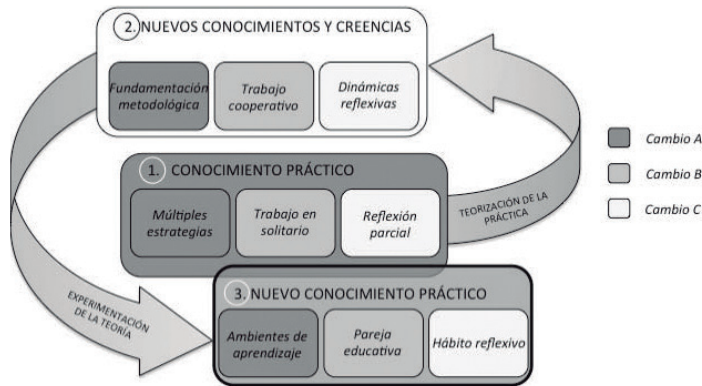 2. NUEVOS CONOCIMIENTOS Y CREENCIAS
Fundamentación
metodológica
Trabajo
cooperativo
Dinámicas
reflexivas
1. CONOCIMIENTO PRÁCTICO
Múltiples
estrategias
Trabajo en
solitario
Reflexión
parcial
TEORIZACIÓN DE LA
PRÁCTICA
3. NUEVO CONOCIMIENTO PRÁCTICO
Ambientes de
aprendizaje
Pareja
educativa
Hábito reflexivo
EXPERIMENTACIÓN
DE LA TEORÍA
Cambio A
Cambio B
Cambio C